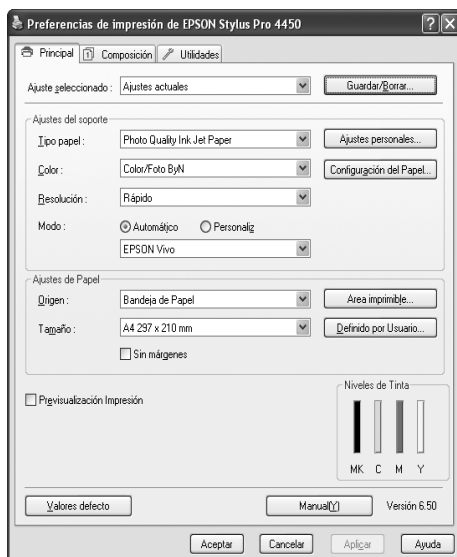 Preferencias de impresión de EPSON Stylus Pro 4450
Principal Composición Utilidades
Ajuste seleccionado : Ajustes actuales Guardar/Borrar...
Ajustes del soporte
Tipo papel : Photo Quality Ink Jet Paper Ajustes personales...
Color : Color/Foto ByN Configuración del Papel...
Resolución : Rápido
Modo : Automático Personaliz
EPSON Vivo
Ajustes de Papel
Origen : Bandeja de Papel Area imprimible...
Tamaño : A4 297 x 210 mm Definido por Usuario...
Sin márgenes
Previsualización Impresión
Niveles de Tinta
MK C M Y
Valores defecto Manual(Y) Versión 6.50
Aceptar Cancelar Aplicar Ayuda